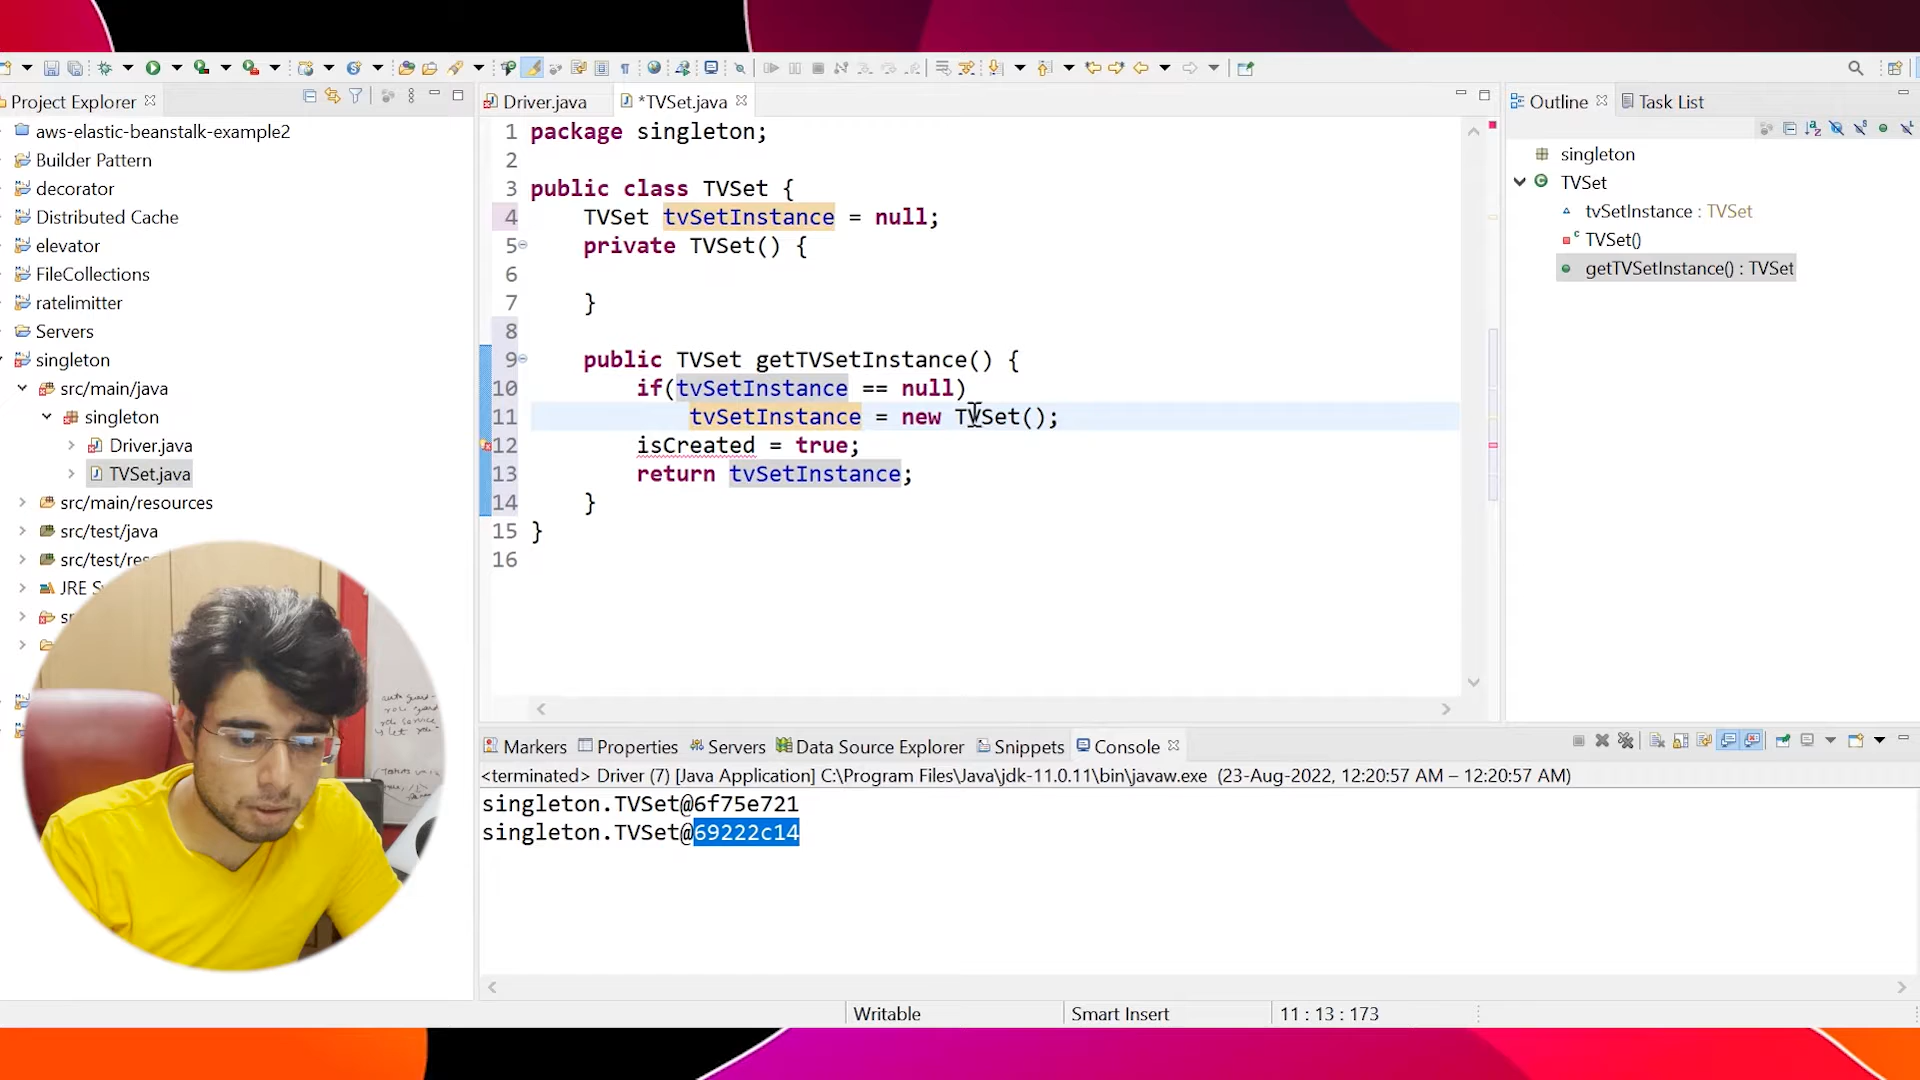 Project Explorer
aws-elastic-beanstalk-example2
Builder Pattern
decorator
Distributed Cache
elevator
FileCollections
ratelimitter
Servers
singleton
src/main/java
singleton
Driver.java
TVSet.java
src/main/resources
src/test/java
src/test/res
JRE S
Driver.java
*TVSet.java
1 package singleton;
2
3 public class TVSet {
4 TVSet tvSetInstance = null;
5 private TVSet() {
6
7 }
8
9 public TVSet getTVSetInstance() {
10 if(tvSetInstance == null)
11 tvSetInstance = new TVSet();
12 isCreated = true;
13 return tvSetInstance;
14 }
15 }
16
Outline
Task List
singleton
TVSet
tvSetInstance : TVSet
TVSet()
getTVSetInstance() : TVSet
Markers
Properties
Servers
Data Source Explorer
Snippets
Console
<terminated> Driver (7) [Java Application] C:\Program Files\Java\jdk-11.0.11\bin\javaw.exe (23-Aug-2022, 12:20:57 AM – 12:20:57 AM)
singleton.TVSet@6f75e721
singleton.TVSet@69222c14
Writable
Smart Insert
11 : 13 : 173